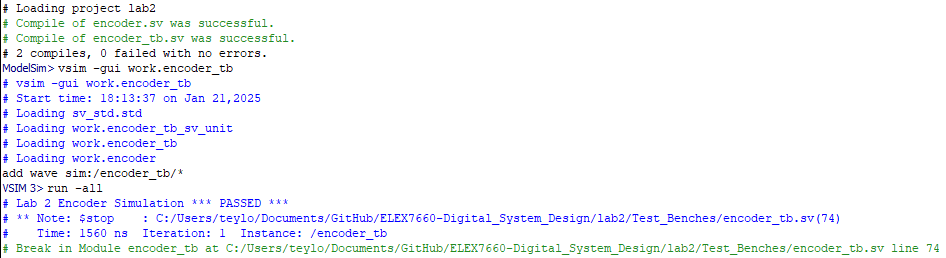 # Loading project lab2
# Compile of encoder.sv was successful.
# Compile of encoder_tb.sv was successful.
# 2 compiles, 0 failed with no errors.
ModelSim> vsim -gui work.encoder_tb
# vsim -gui work.encoder_tb
# Start time: 18:13:37 on Jan 21,2025
# Loading sv_std.std
# Loading work.encoder_tb_sv_unit
# Loading work.encoder_tb
# Loading work.encoder
add wave sim:/encoder_tb/*
VSIM 3> run -all
# Lab 2 Encoder Simulation *** PASSED ***
# ** Note: $stop    : C:/Users/teylo/Documents/GitHub/ELEX7660-Digital_System_Design/lab2/Test_Benches/encoder_tb.sv(74)
#    Time: 1560 ns  Iteration: 1  Instance: /encoder_tb
# Break in Module encoder_tb at C:/Users/teylo/Documents/GitHub/ELEX7660-Digital_System_Design/lab2/Test_Benches/encoder_tb.sv line 74